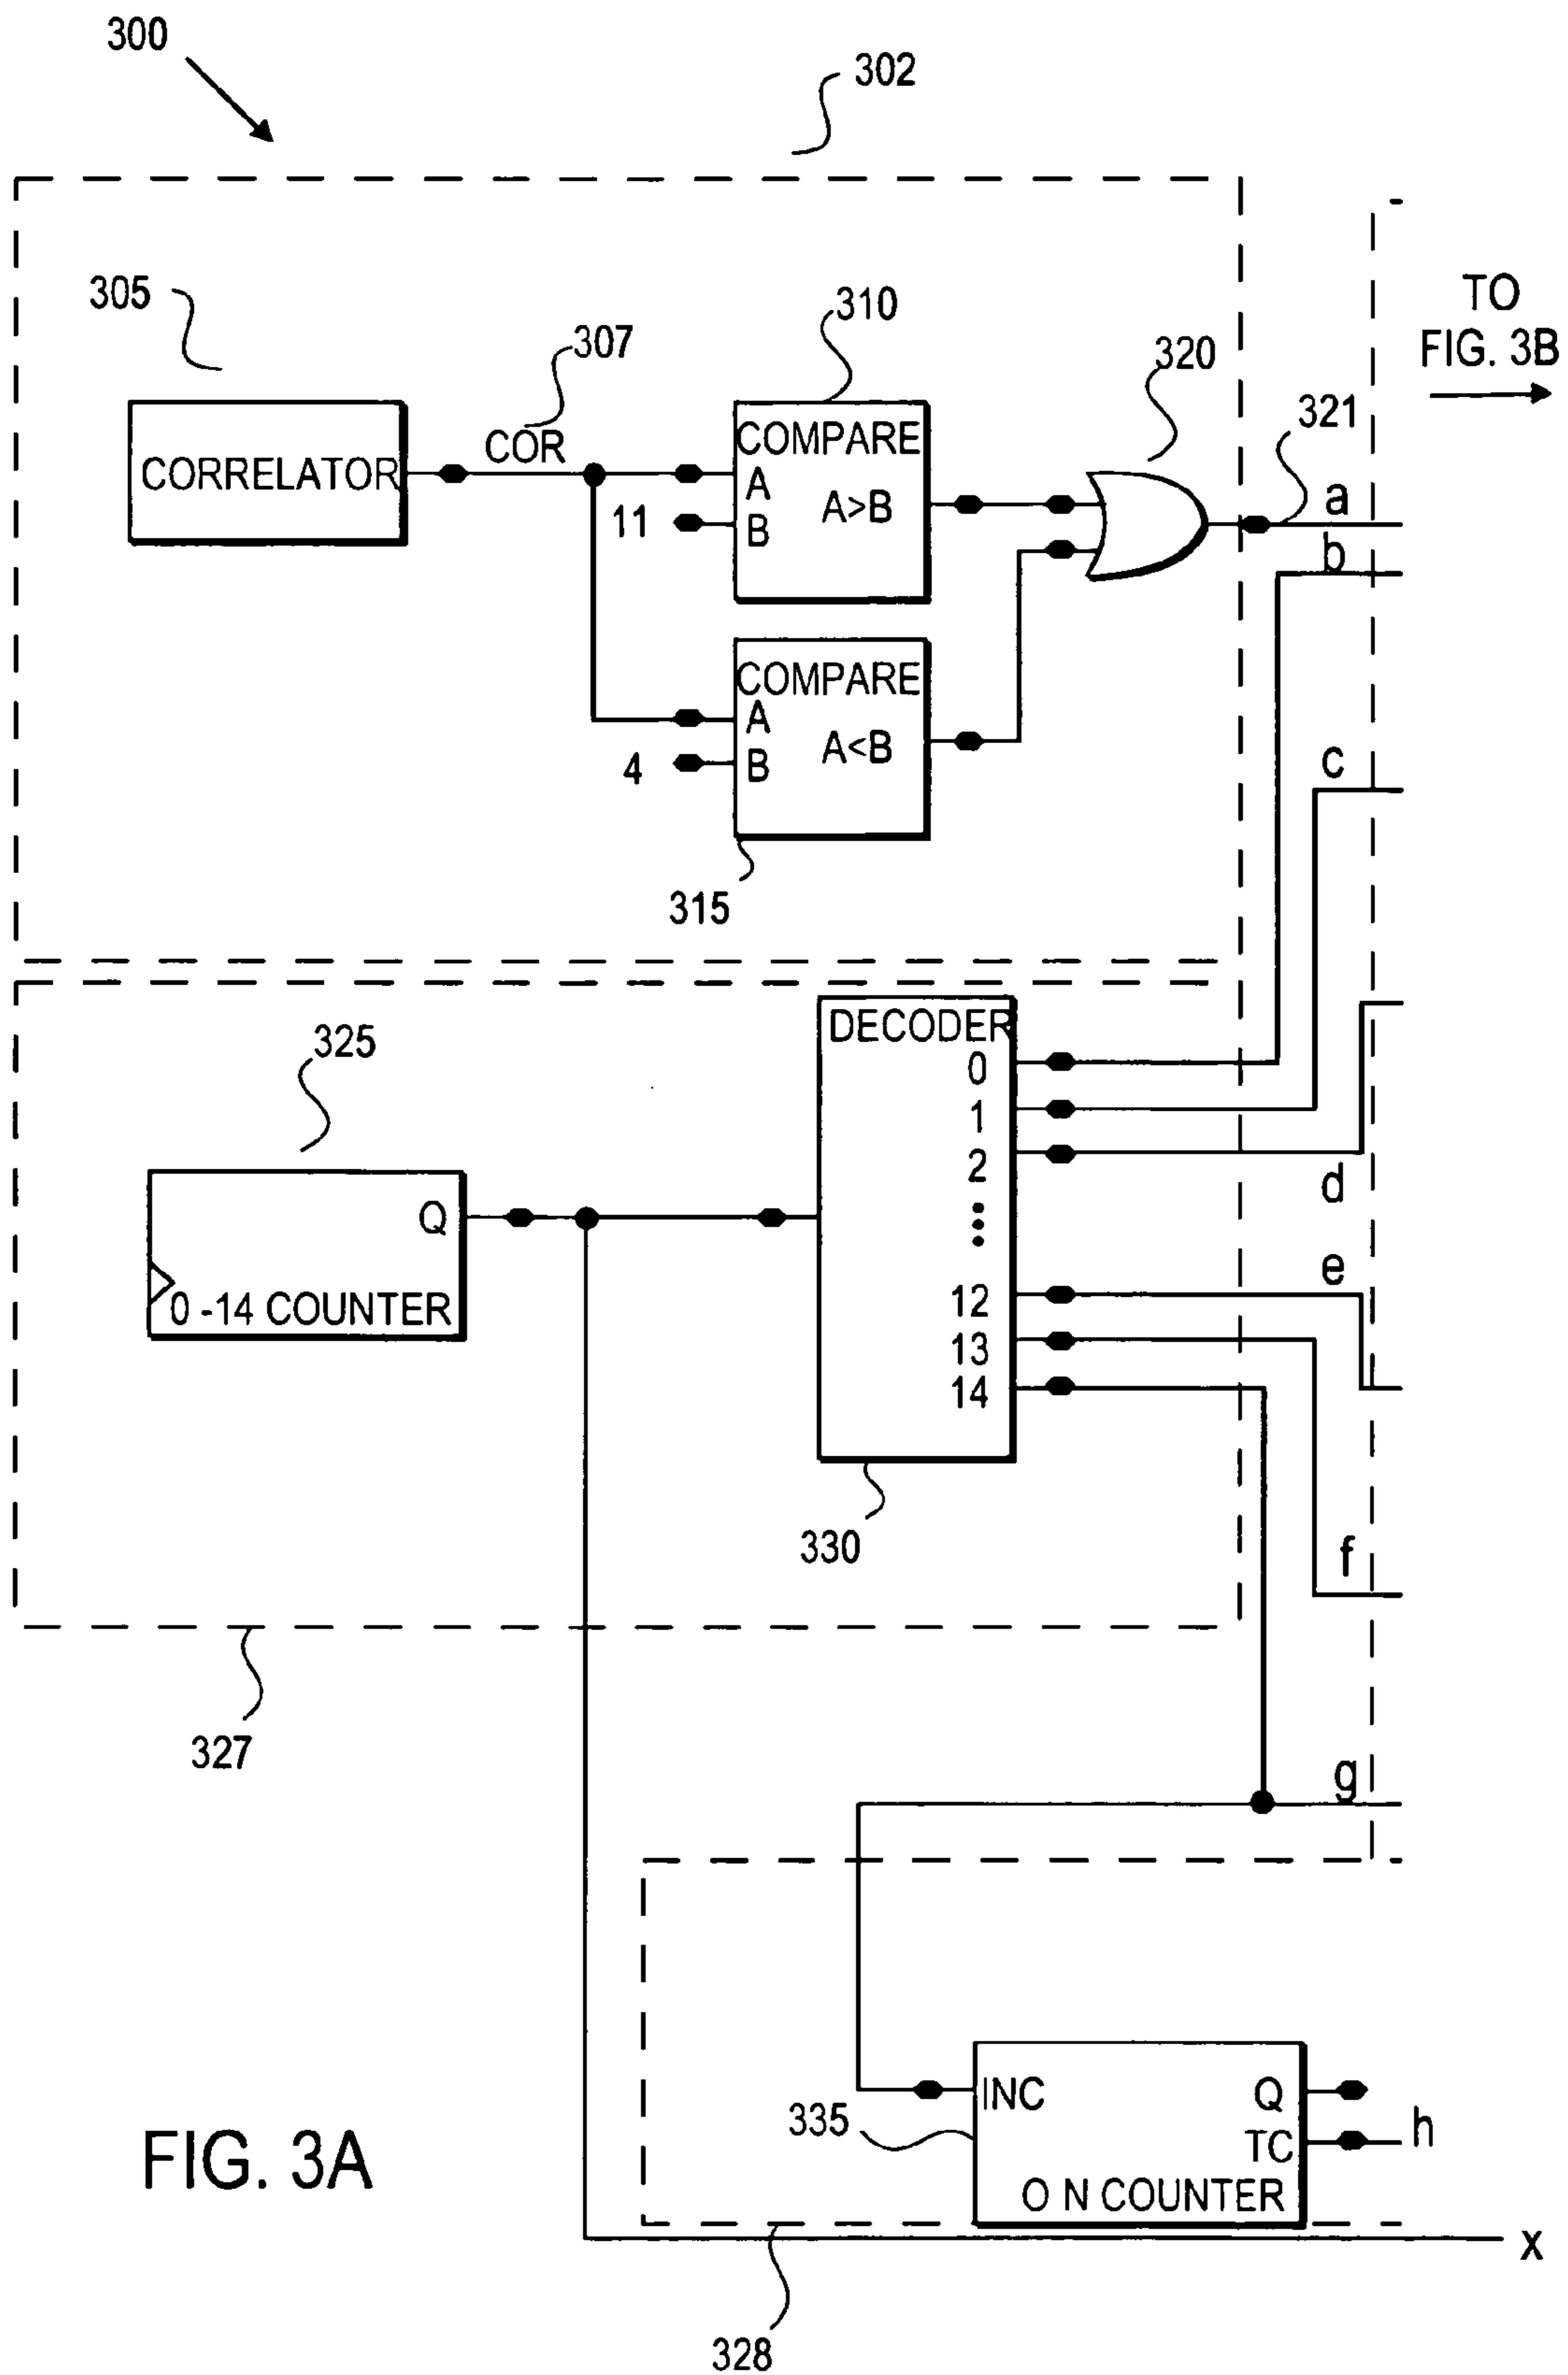 300
302
305
307
310
320
TO
FIG. 3B
321
CORRELATOR
COR
COMPARE
A
A>B
11
B
a
b
COMPARE
A
A<B
4
B
c
315
325
DECODER
0
1
2
d
Q
0 -14 COUNTER
e
12
13
14
330
f
327
g
335
INC
Q
TC
h
O N COUNTER
FIG. 3A
x
328